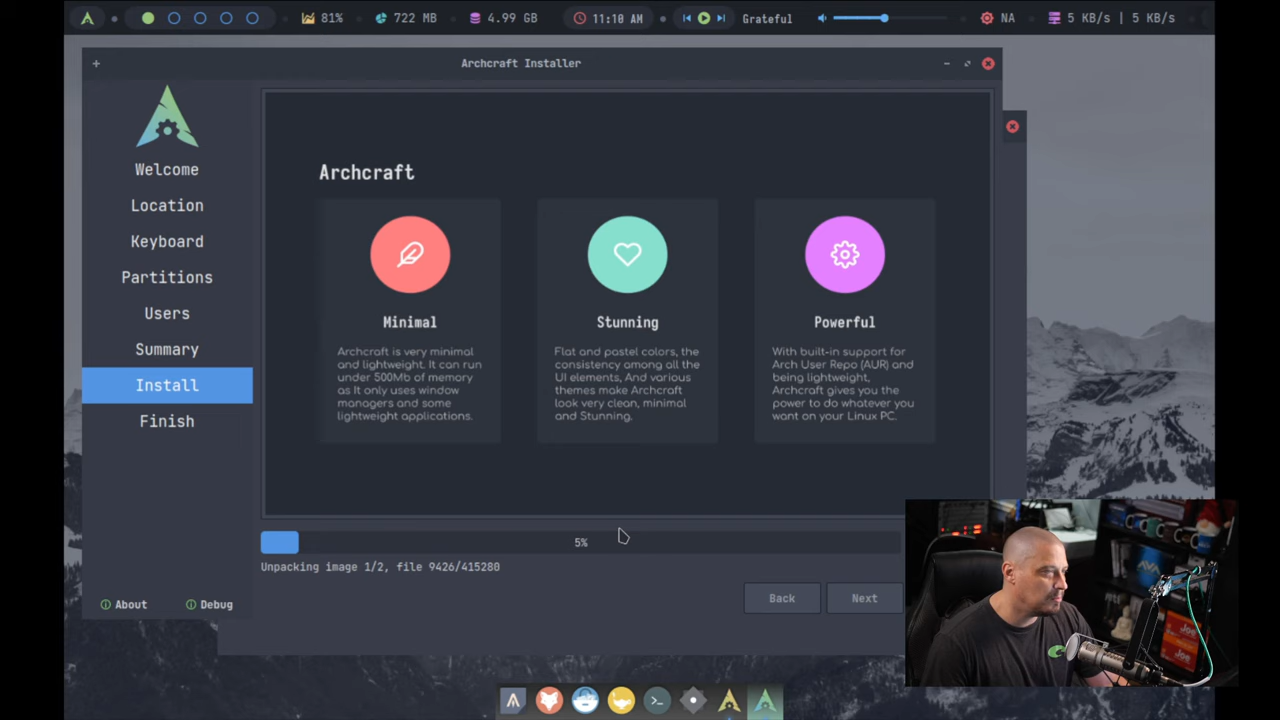 81%
722 MB
4.99 GB
11:10 AM
Grateful
NA
5 KB/s | 5 KB/s
Archcraft Installer
Welcome
Location
Keyboard
Partitions
Users
Summary
Install
Finish
About
Debug
Archcraft
Minimal
Archcraft is very minimal
and lightweight. It can run
under 500Mb of memory
as It only uses window
managers and some
lightweight applications.
Stunning
Flat and pastel colors, the
consistency among all the
UI elements, And various
themes make Archcraft
look very clean, minimal
and Stunning.
Powerful
With built-in support for
Arch User Repo (AUR) and
being lightweight,
Archcraft gives you the
power to do whatever you
want on your Linux PC.
5%
Unpacking image 1/2, file 9426/415280
Back
Next
AVA
JOE